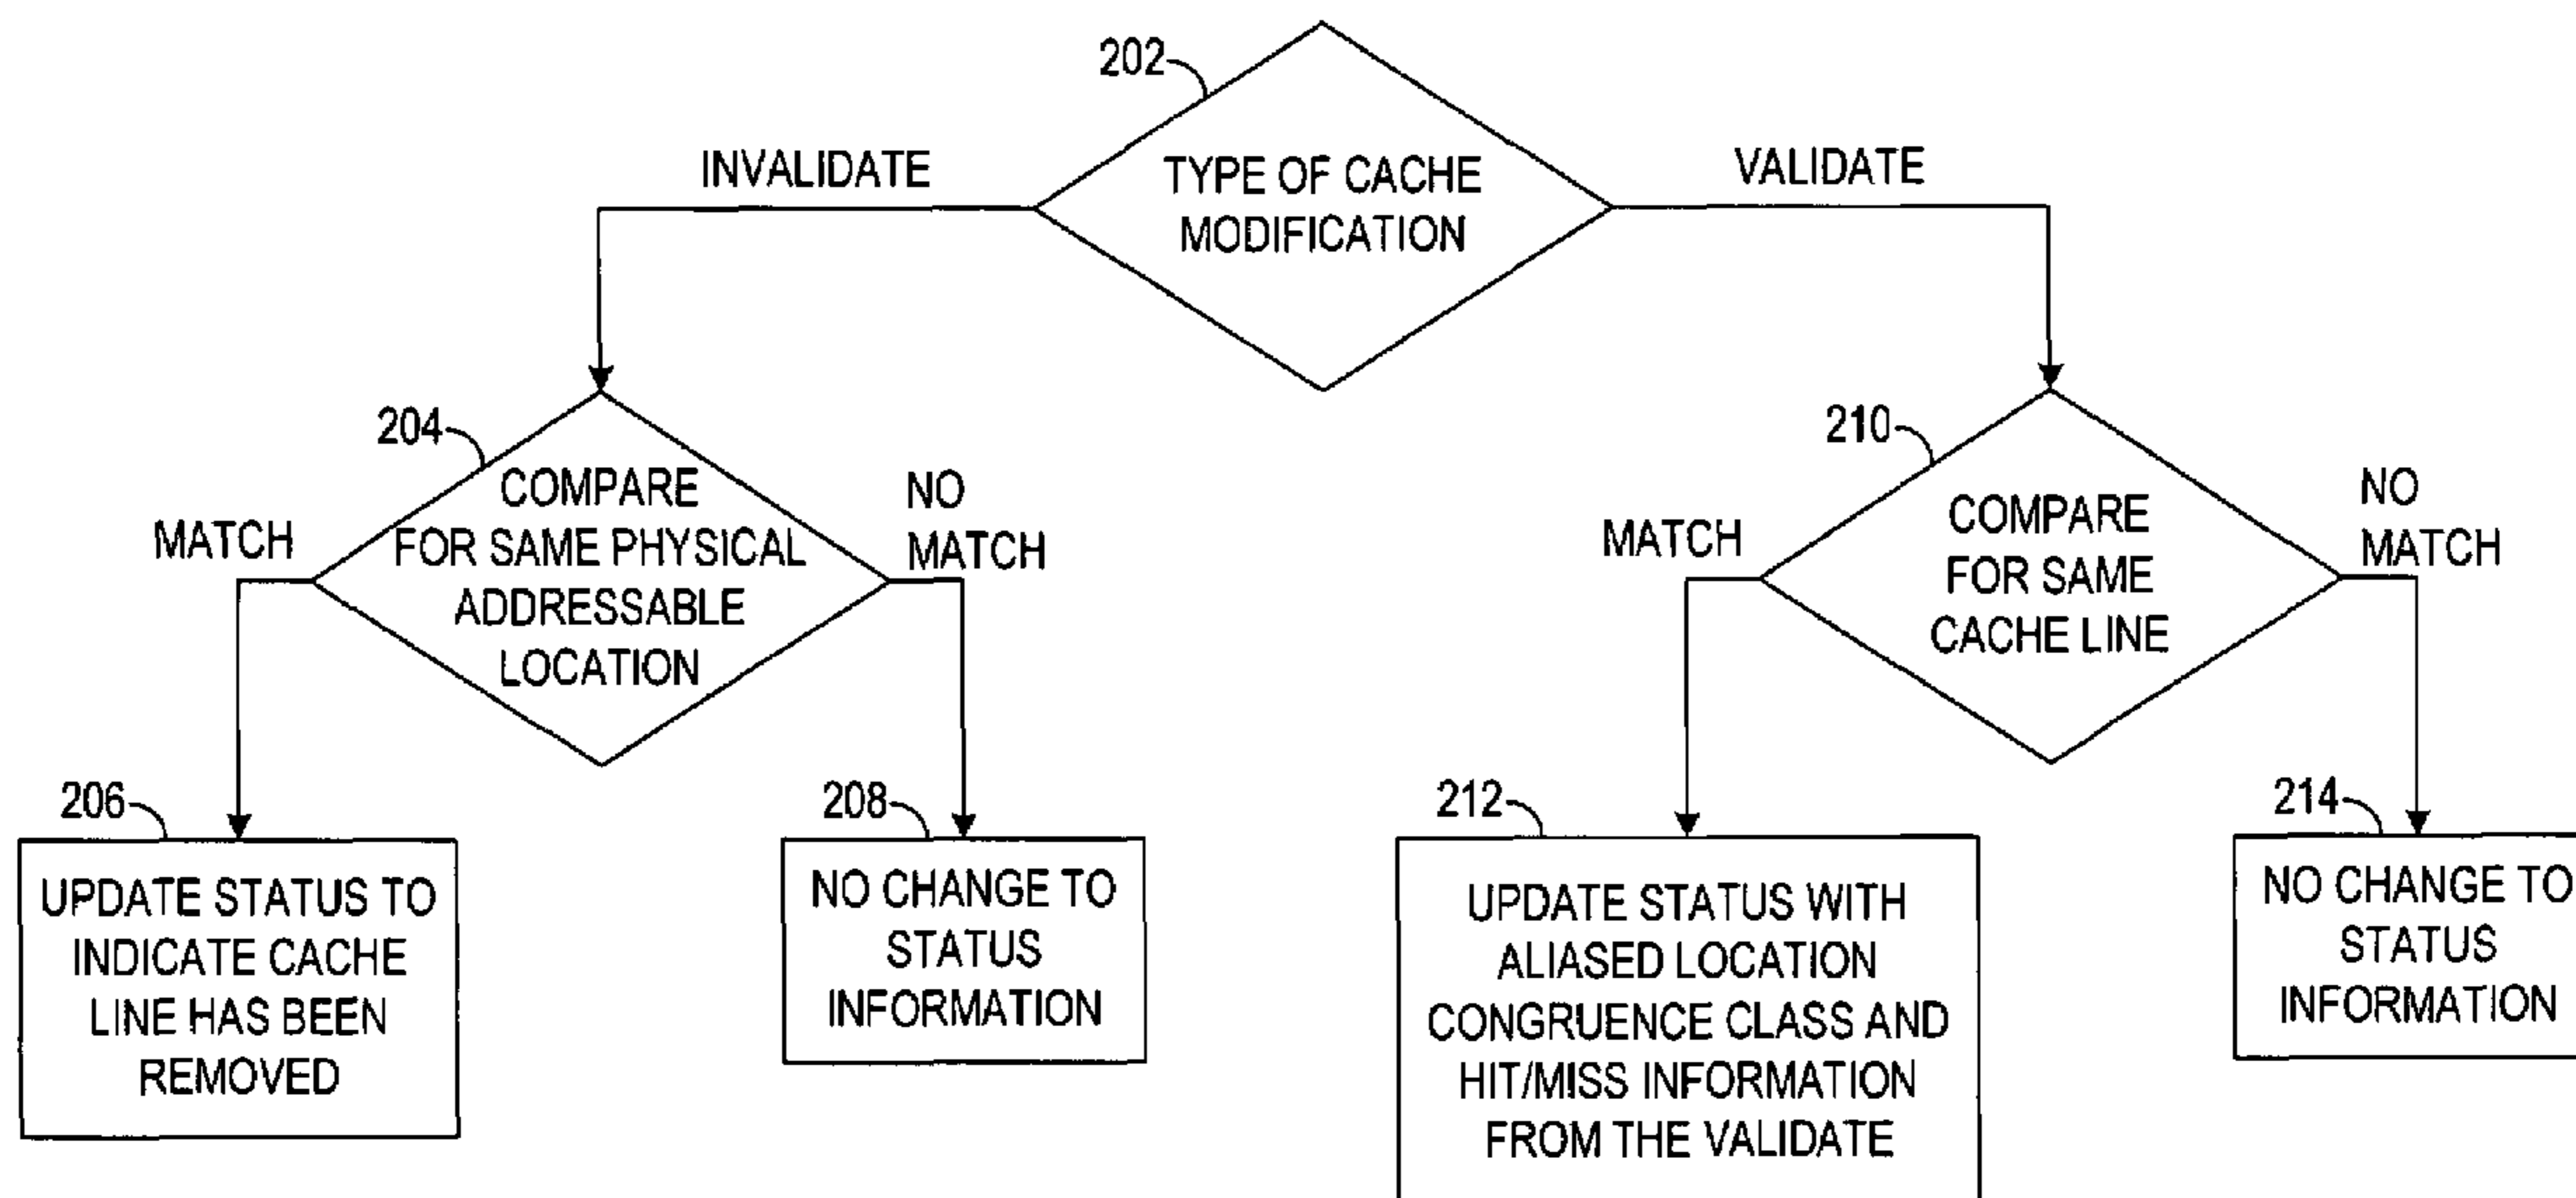 202
TYPE OF CACHE
MODIFICATION
INVALIDATE
VALIDATE
204
COMPARE
FOR SAME PHYSICAL
ADDRESSABLE
LOCATION
MATCH
NO
MATCH
206
UPDATE STATUS TO
INDICATE CACHE
LINE HAS BEEN
REMOVED
208
NO CHANGE TO
STATUS
INFORMATION
210
COMPARE
FOR SAME
CACHE LINE
MATCH
NO
MATCH
212
UPDATE STATUS WITH
ALIASED LOCATION
CONGRUENCE CLASS AND
HIT/MISS INFORMATION
FROM THE VALIDATE
214
NO CHANGE TO
STATUS
INFORMATION